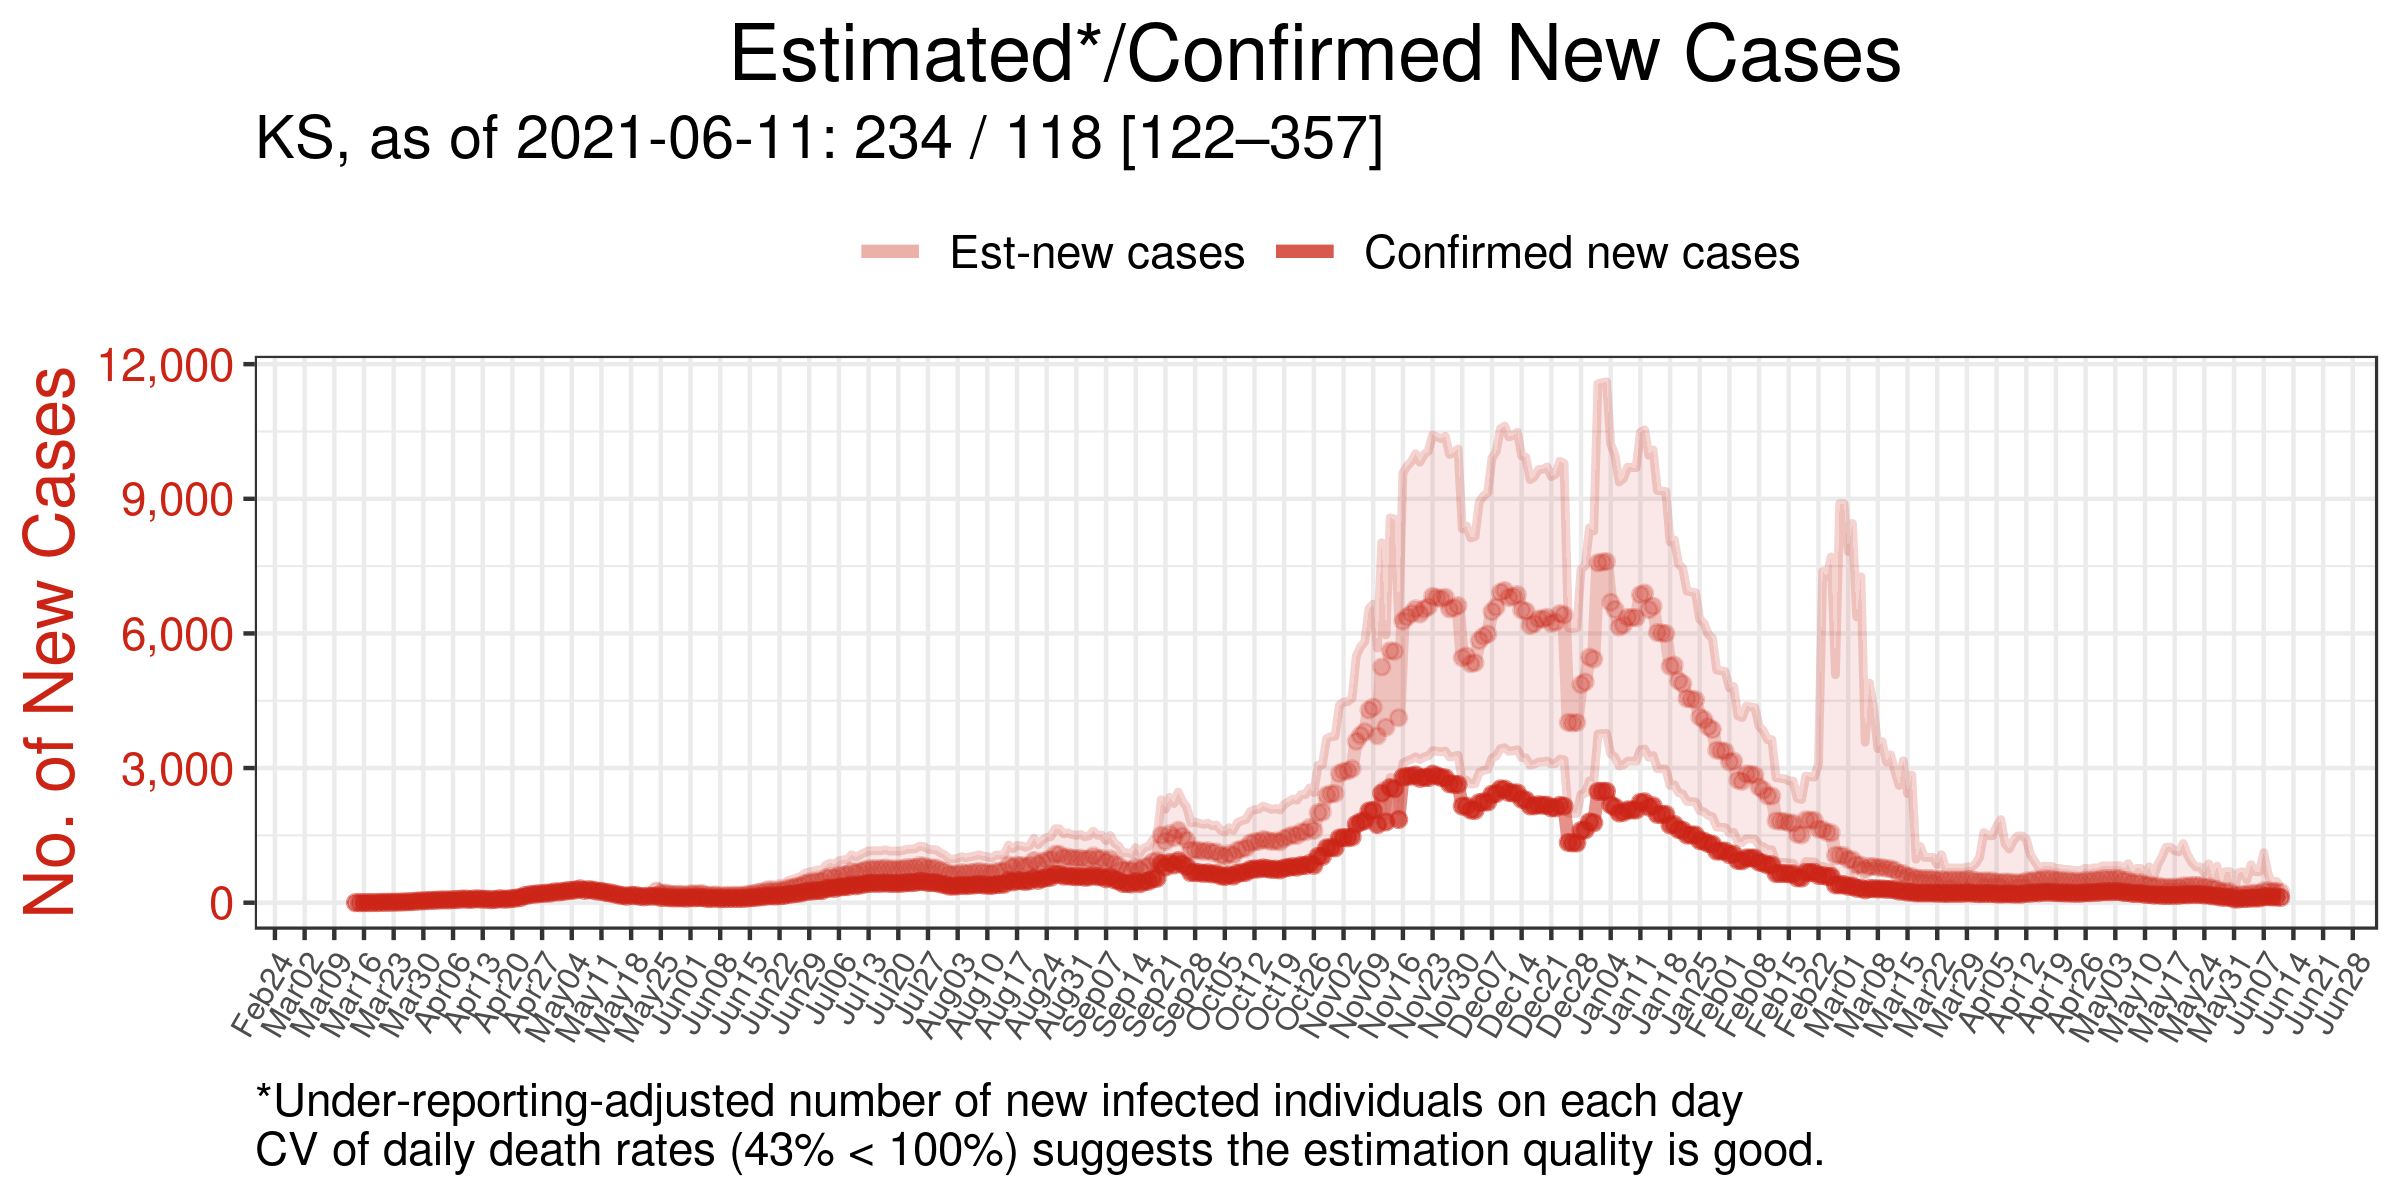 Estimated*/Confirmed New Cases
KS, as of 2021-06-11: 234 / 118 [122–357]
Est-new cases
Confirmed new cases
No. of New Cases
12,000
9,000
6,000
3,000
0
Feb24
Mar02
Mar09
Mar16
Mar23
Mar30
Apr06
Apr13
Apr20
Apr27
May04
May11
May18
May25
Jun01
Jun08
Jun15
Jun22
Jun29
Jul06
Jul13
Jul20
Jul27
Aug03
Aug10
Aug17
Aug24
Aug31
Sep07
Sep14
Sep21
Sep28
Oct05
Oct12
Oct19
Oct26
Nov02
Nov09
Nov16
Nov23
Nov30
Dec07
Dec14
Dec21
Dec28
Jan04
Jan11
Jan18
Jan25
Feb01
Feb08
Feb15
Feb22
Mar01
Mar08
Mar15
Mar22
Mar29
Apr05
Apr12
Apr19
Apr26
May03
May10
May17
May24
May31
Jun07
Jun14
Jun21
Jun28
*Under-reporting-adjusted number of new infected individuals on each day
CV of daily death rates (43% < 100%) suggests the estimation quality is good.